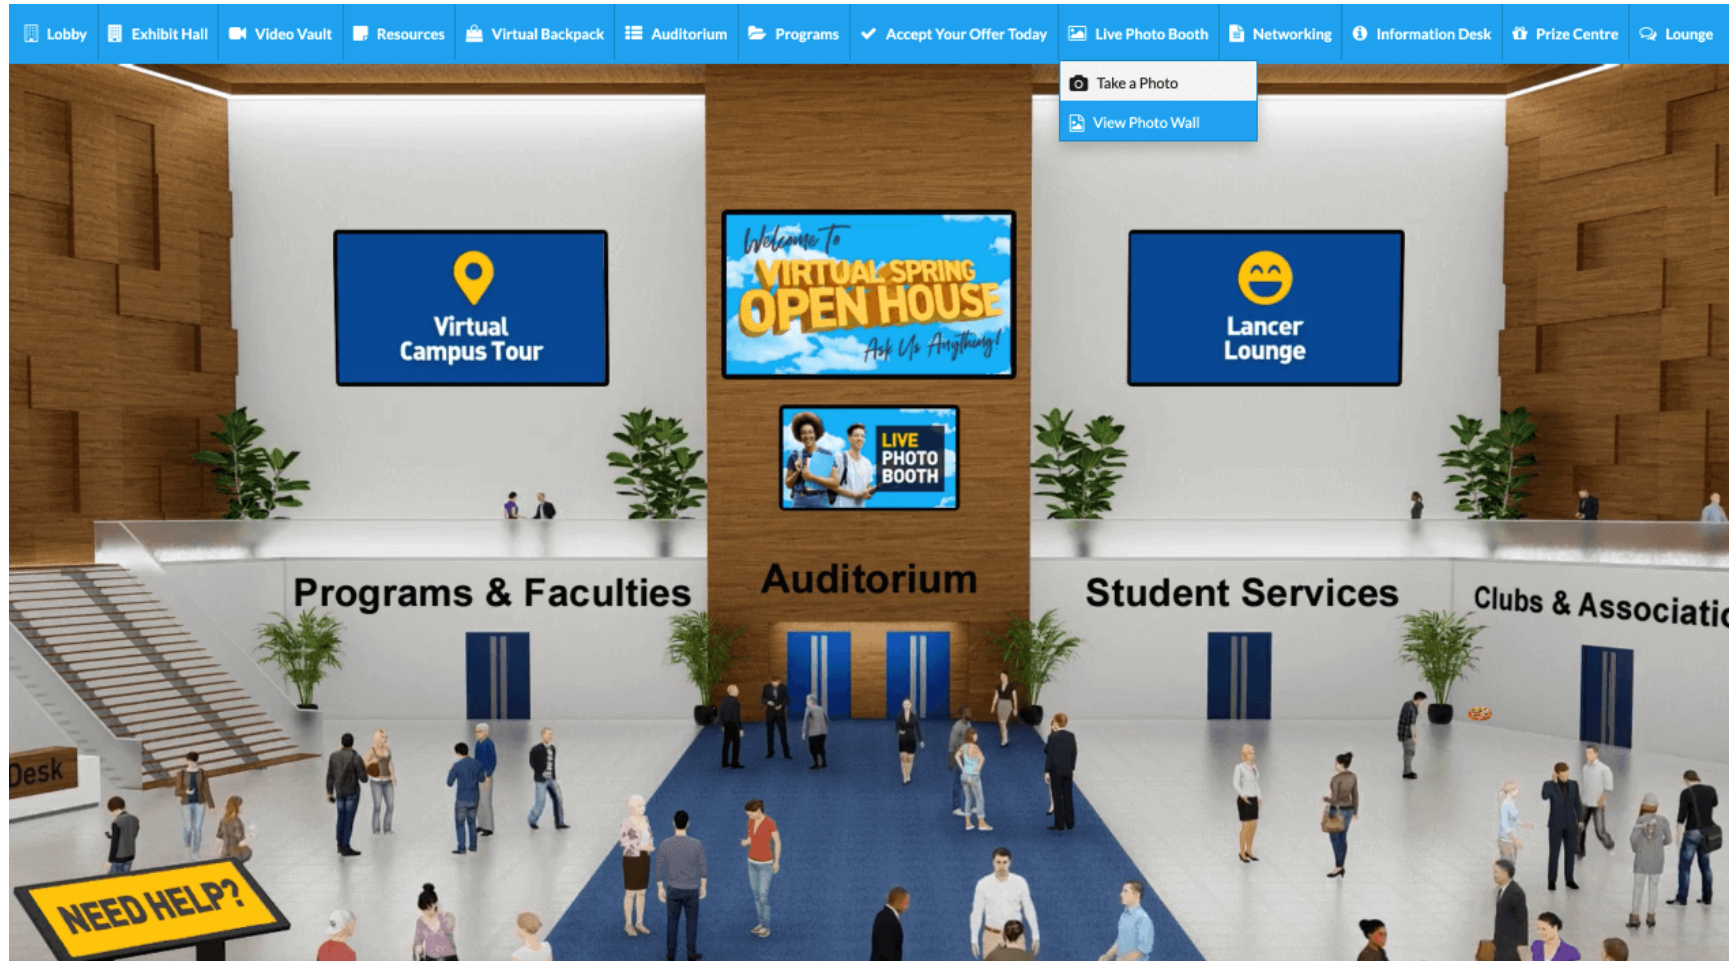 Lobby
Exhibit Hall
Video Vault
Resources
Virtual Backpack
Auditorium
Programs
Accept Your Offer Today
Live Photo Booth
Networking
Information Desk
Prize Centre
Lounge
Take a Photo
View Photo Wall
Virtual
Campus Tour
Welcome To
VIRTUAL SPRING
OPEN HOUSE
Ask Us Anything!
Lancer
Lounge
LIVE
PHOTO
BOOTH
Programs & Faculties
Auditorium
Student Services
Clubs & Associatio
Desk
NEED HELP?